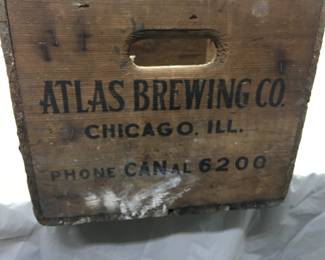 ATLAS BREWING CO.
CHICAGO, ILL.
PHONE CANAL 6200